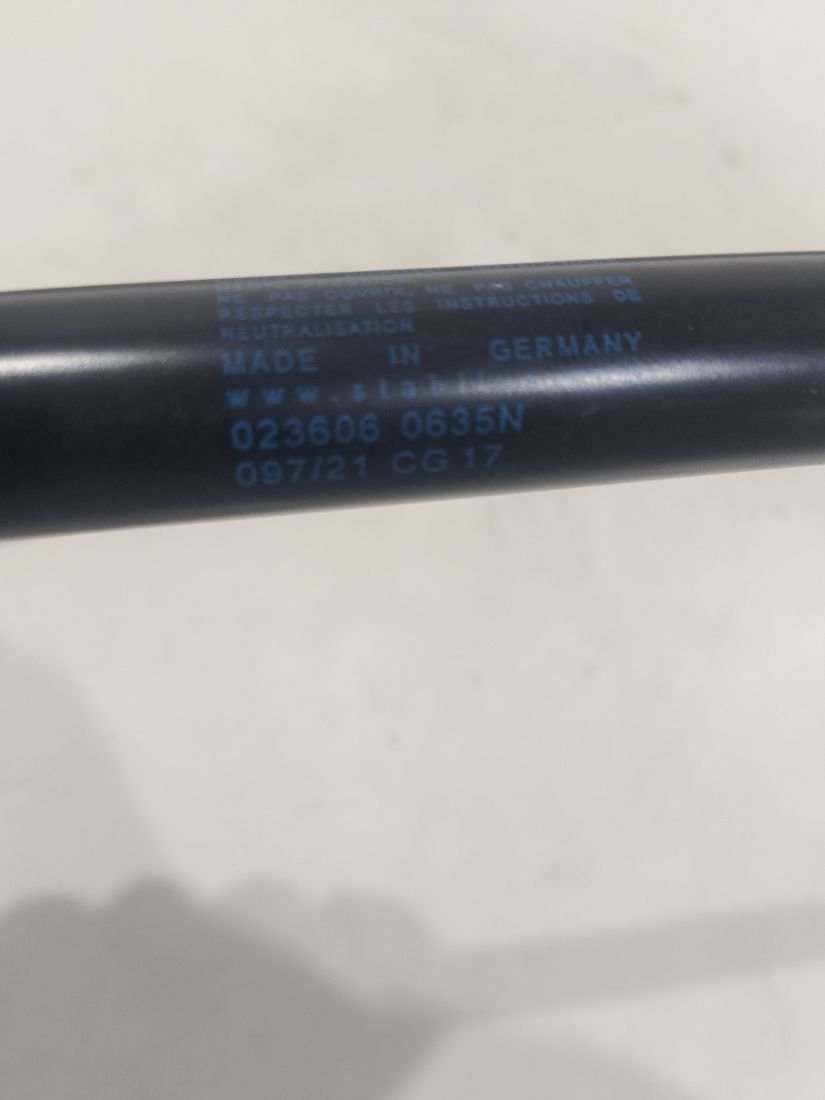 NE PAS OUVRIR NE PAS CHAUFFER
RESPECTER LES INSTRUCTIONS DE
NEUTRALISATION
MADE IN GERMANY
023606 0635N
097/21 CG 17